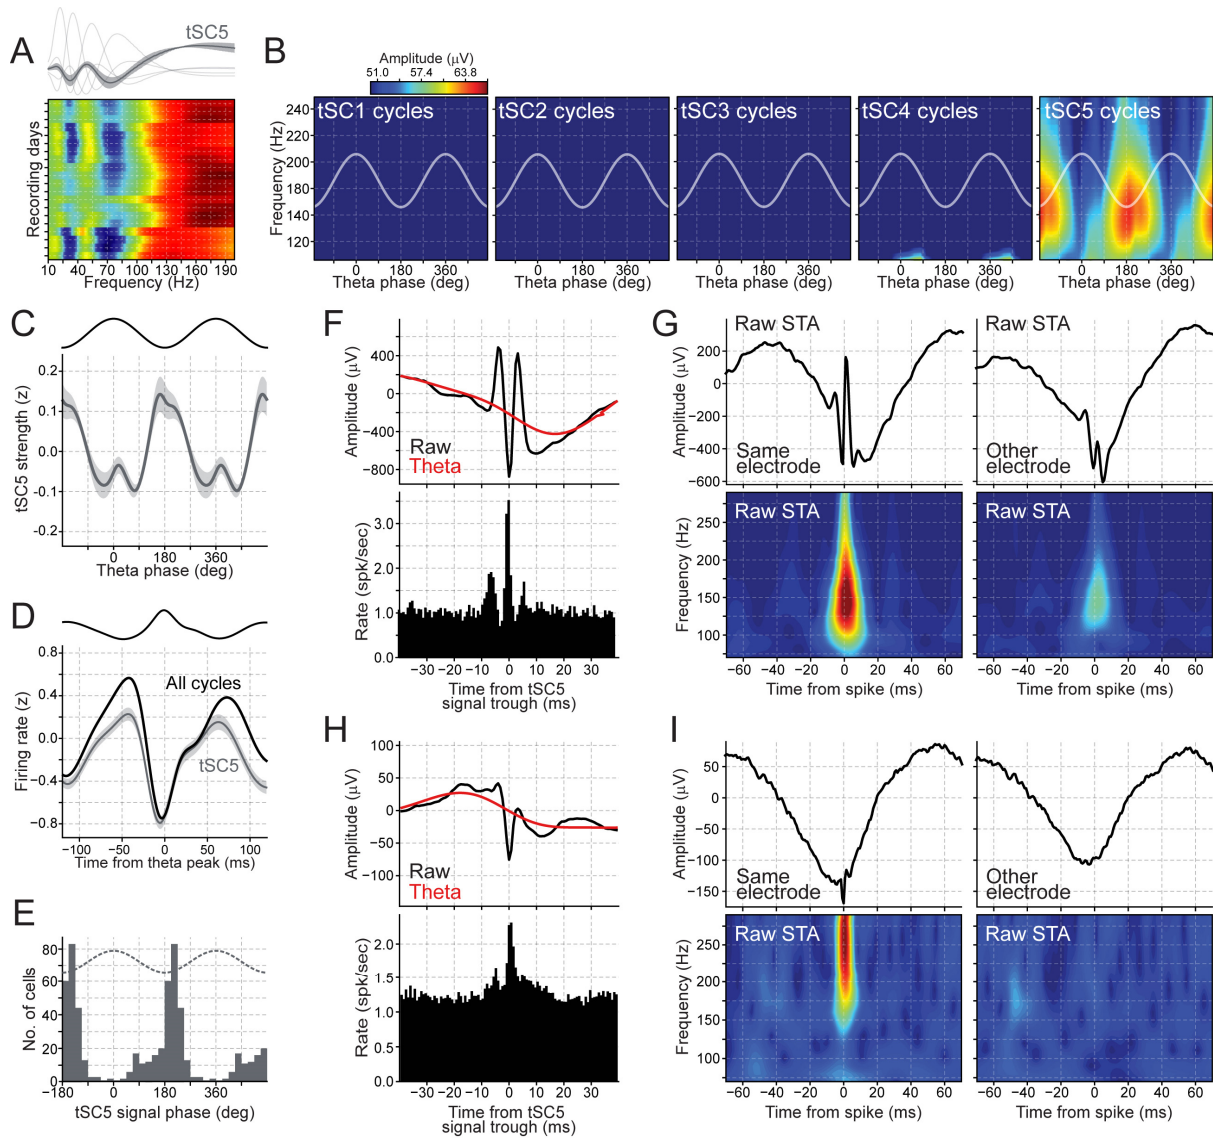 A
tSC5
Recording days
10 40 70 100 130 160 190
Frequency (Hz)
B
Amplitude (μV)
51.0 57.4 63.8
tSC1 cycles
tSC2 cycles
tSC3 cycles
tSC4 cycles
tSC5 cycles
Frequency (Hz)
240
220
200
180
160
140
120
0 180 360
0 180 360
0 180 360
0 180 360
0 180 360
Theta phase (deg)
Theta phase (deg)
Theta phase (deg)
Theta phase (deg)
Theta phase (deg)
C
tSC5 strength (z)
0.2
0.1
0.0
-0.1
-0.2
0 180 360
Theta phase (deg)
D
Firing rate (z)
0.8
0.4
0.0
−0.4
−0.8
All cycles
tSC5
−100 −50 0 50 100
Time from theta peak (ms)
E
No. of cells
80
60
40
20
0
−180 0 180 360
tSC5 signal phase (deg)
F
Amplitude (μV)
400
0
−400
−800
Raw
Theta
Rate (spk/sec)
3.0
2.0
1.0
0.0
−30 −20 −10 0 10 20 30
Time from tSC5
signal trough (ms)
G
Amplitude (μV)
200
0
−200
−400
−600
Raw STA
Same
electrode
Raw STA
Other
electrode
Frequency (Hz)
250
200
150
100
Raw STA
Raw STA
−60 −40 −20 0 20 40 60
−60 −40 −20 0 20 40 60
Time from spike (ms)
Time from spike (ms)
H
Amplitude (μV)
100
50
0
−50
−100
Raw
Theta
Rate (spk/sec)
2.0
1.5
1.0
0.5
0.0
−30 −20 −10 0 10 20 30
Time from tSC5
signal trough (ms)
I
Amplitude (μV)
50
0
−50
−100
−150
Same
electrode
Other
electrode
Frequency (Hz)
250
200
150
100
Raw STA
Raw STA
−60 −40 −20 0 20 40 60
−60 −40 −20 0 20 40 60
Time from spike (ms)
Time from spike (ms)